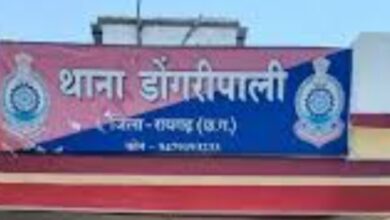 थाना डोंगरीपाली
जिला - रायगढ़ (छ.ग.)
फोन -